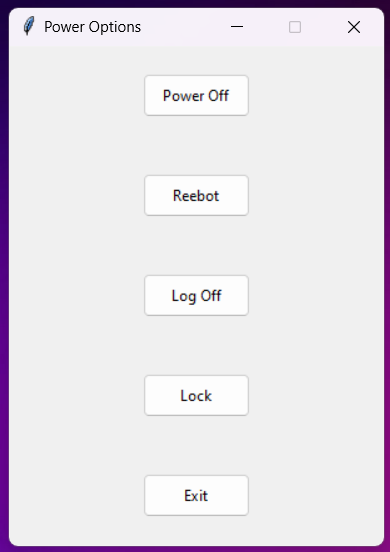 Power Options
Power Off
Reebot
Log Off
Lock
Exit